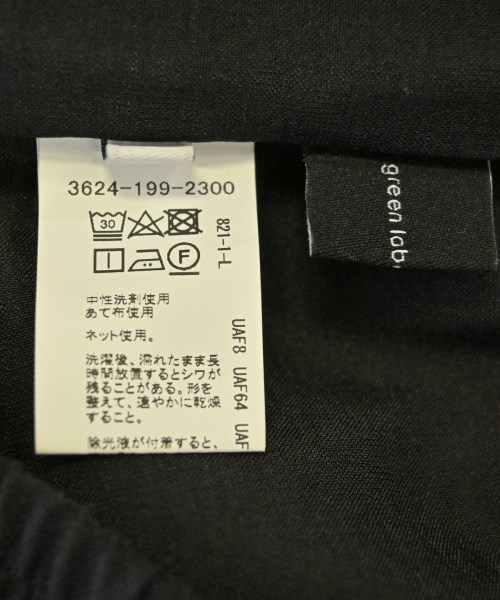 3624-199-2300
30
F
821-1-L
中性洗剤使用
あて布使用
ネット使用。
洗濯後、濡れたまま長
時間放置するとシワが
残ることがある。形を
整えて、速やかに乾燥
すること。
除光液が付着すると、
UAF8 UAF64 UAF
green labe